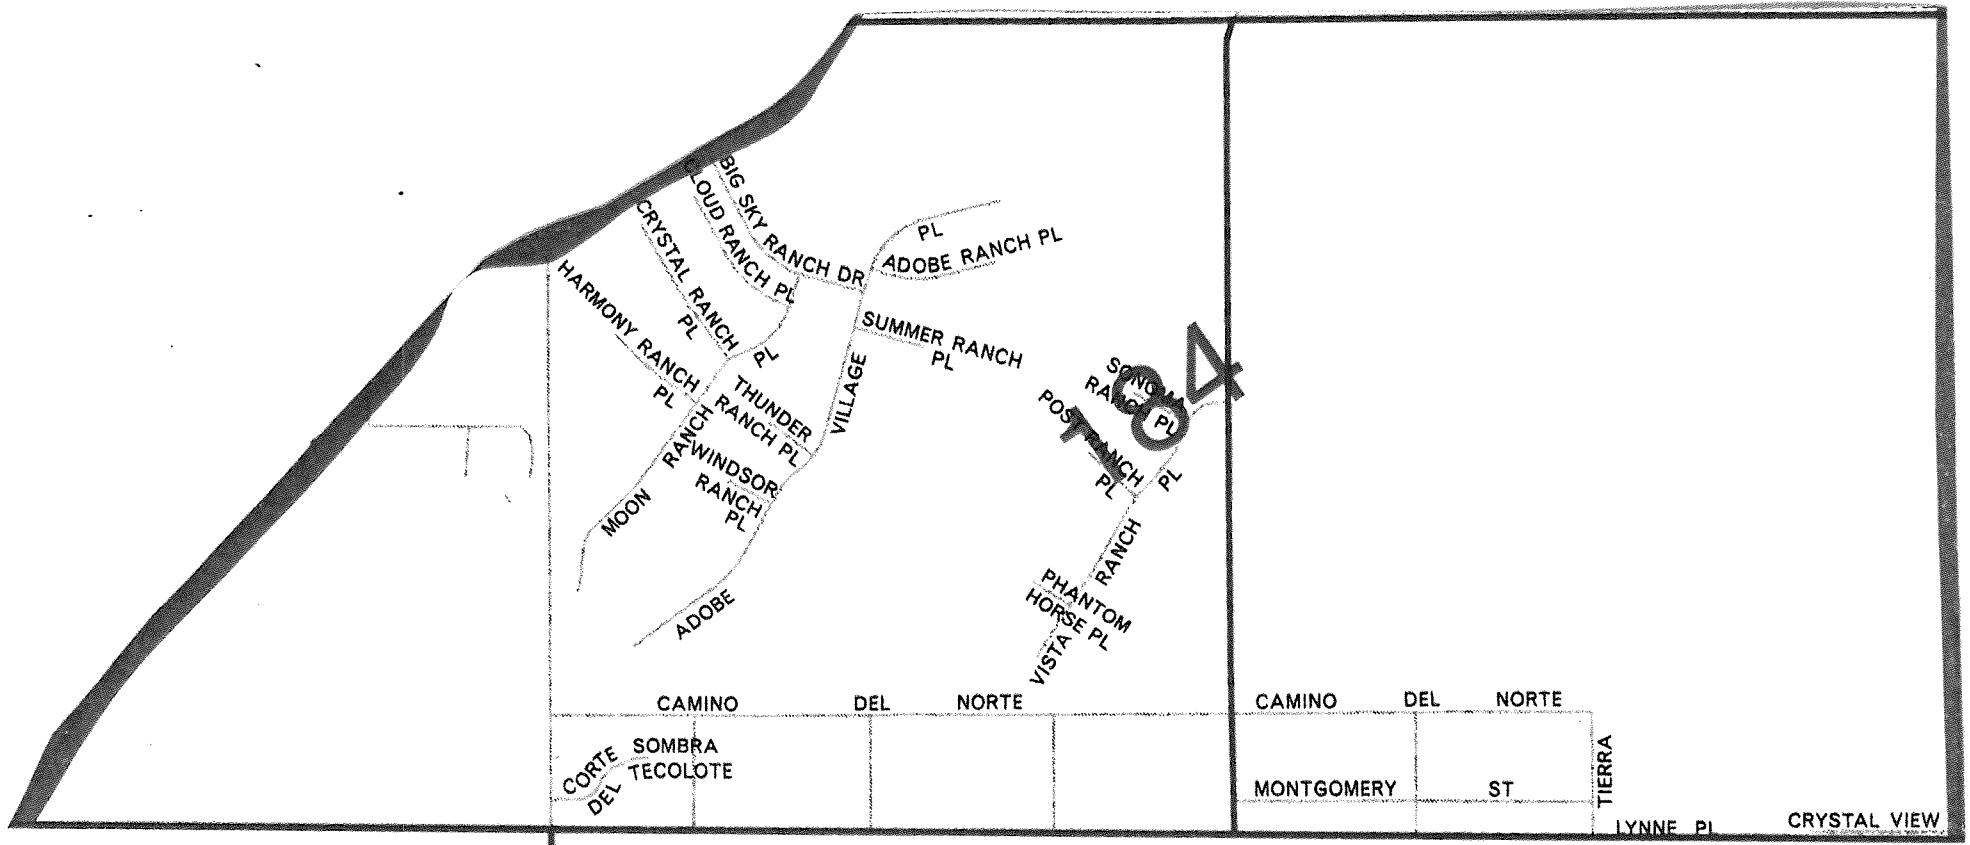 BIG SKY RANCH DR
CLOUD RANCH PL
CRYSTAL RANCH
PL
HARMONY RANCH
PL
MOON RANCH PL
THUNDER
RANCH PL
WINDSOR
RANCH
PL
ADOBE VILLAGE PL
ADOBE RANCH PL
SUMMER RANCH
PL
184
SONOMA
RANCH PL
POST RANCH
PL
VISTA RANCH PL
PHANTOM
HORSE PL
CAMINO DEL NORTE
CAMINO DEL NORTE
CORTE SOMBRA
DEL TECOLOTE
MONTGOMERY ST
TIERRA
LYNNE PL
CRYSTAL VIEW